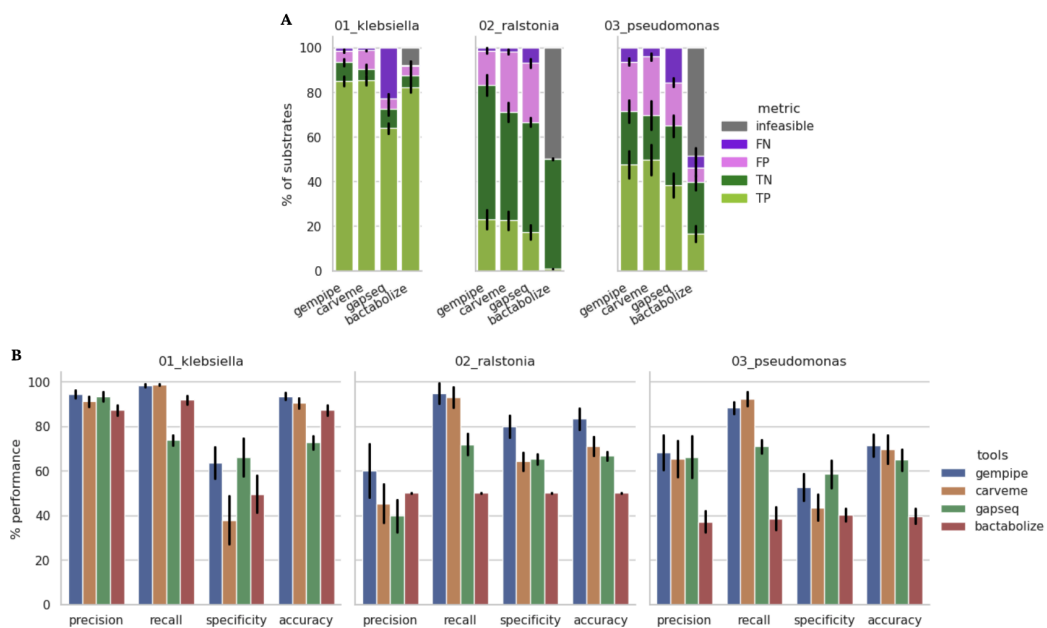 A
01_klebsiella
02_ralstonia
03_pseudomonas
% of substrates
100
80
60
40
20
0
gempipe
carveme
gapseq
bactabolize
gempipe
carveme
gapseq
bactabolize
gempipe
carveme
gapseq
bactabolize
metric
infeasible
FN
FP
TN
TP
B
01_klebsiella
02_ralstonia
03_pseudomonas
% performance
100
80
60
40
20
0
precision
recall
specificity
accuracy
precision
recall
specificity
accuracy
precision
recall
specificity
accuracy
tools
gempipe
carveme
gapseq
bactabolize